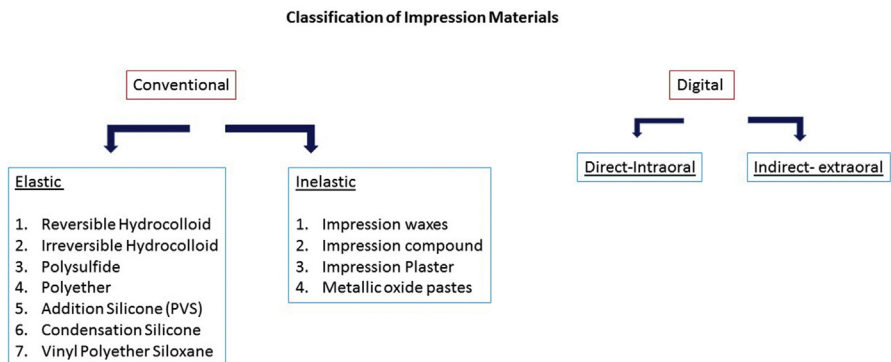 Classification of Impression Materials
Conventional
Digital
Elastic
1. Reversible Hydrocolloid
2. Irreversible Hydrocolloid
3. Polysulfide
4. Polyether
5. Addition Silicone (PVS)
6. Condensation Silicone
7. Vinyl Polyether Siloxane
Inelastic
1. Impression waxes
2. Impression compound
3. Impression Plaster
4. Metallic oxide pastes
Direct-Intraoral
Indirect- extraoral